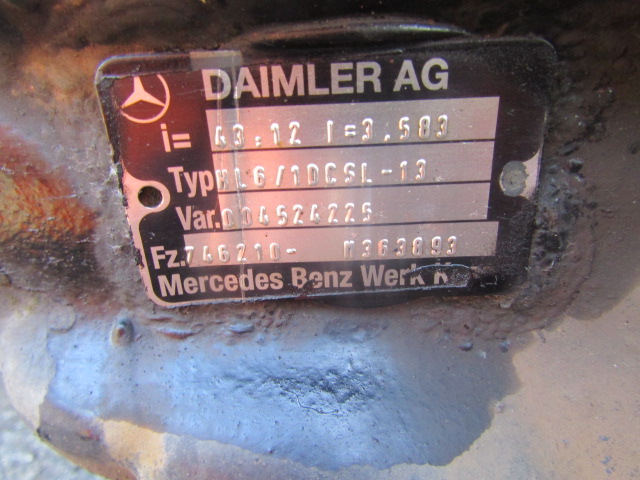 DAIMLER AG
i= 43.12 I=3.583
Typ HL6/1DCSL-13
Var. D04524225
Fz. 746210- M363893
Mercedes Benz Werk